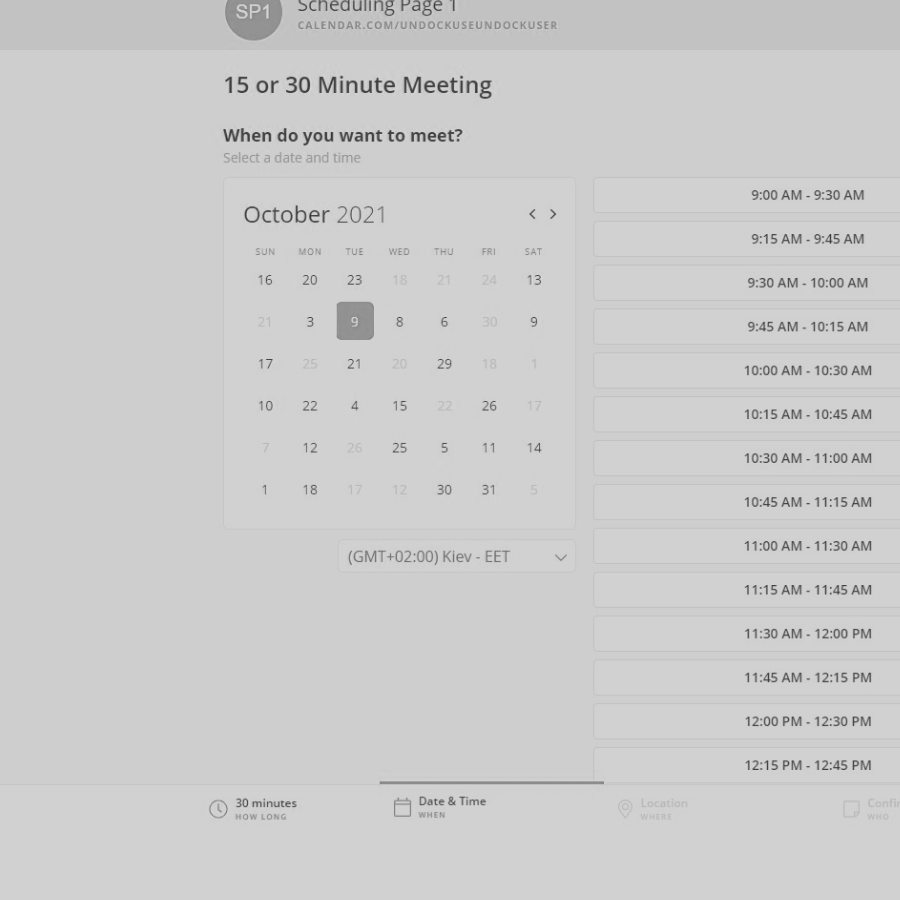 SP1
Scheduling Page 1
CALENDAR.COM/UNDOCKUSEUNDOCKUSER
15 or 30 Minute Meeting
When do you want to meet?
Select a date and time
October 2021
SUN MON TUE WED THU FRI SAT
16 20 23 18 21 24 13
21 3 9 8 6 30 9
17 25 21 20 29 18 1
10 22 4 15 22 26 17
7 12 26 25 5 11 14
1 18 17 12 30 31 5
(GMT+02:00) Kiev - EET
9:00 AM - 9:30 AM
9:15 AM - 9:45 AM
9:30 AM - 10:00 AM
9:45 AM - 10:15 AM
10:00 AM - 10:30 AM
10:15 AM - 10:45 AM
10:30 AM - 11:00 AM
10:45 AM - 11:15 AM
11:00 AM - 11:30 AM
11:15 AM - 11:45 AM
11:30 AM - 12:00 PM
11:45 AM - 12:15 PM
12:00 PM - 12:30 PM
12:15 PM - 12:45 PM
30 minutes
HOW LONG
Date & Time
WHEN
Location
WHERE
Confir
WHO